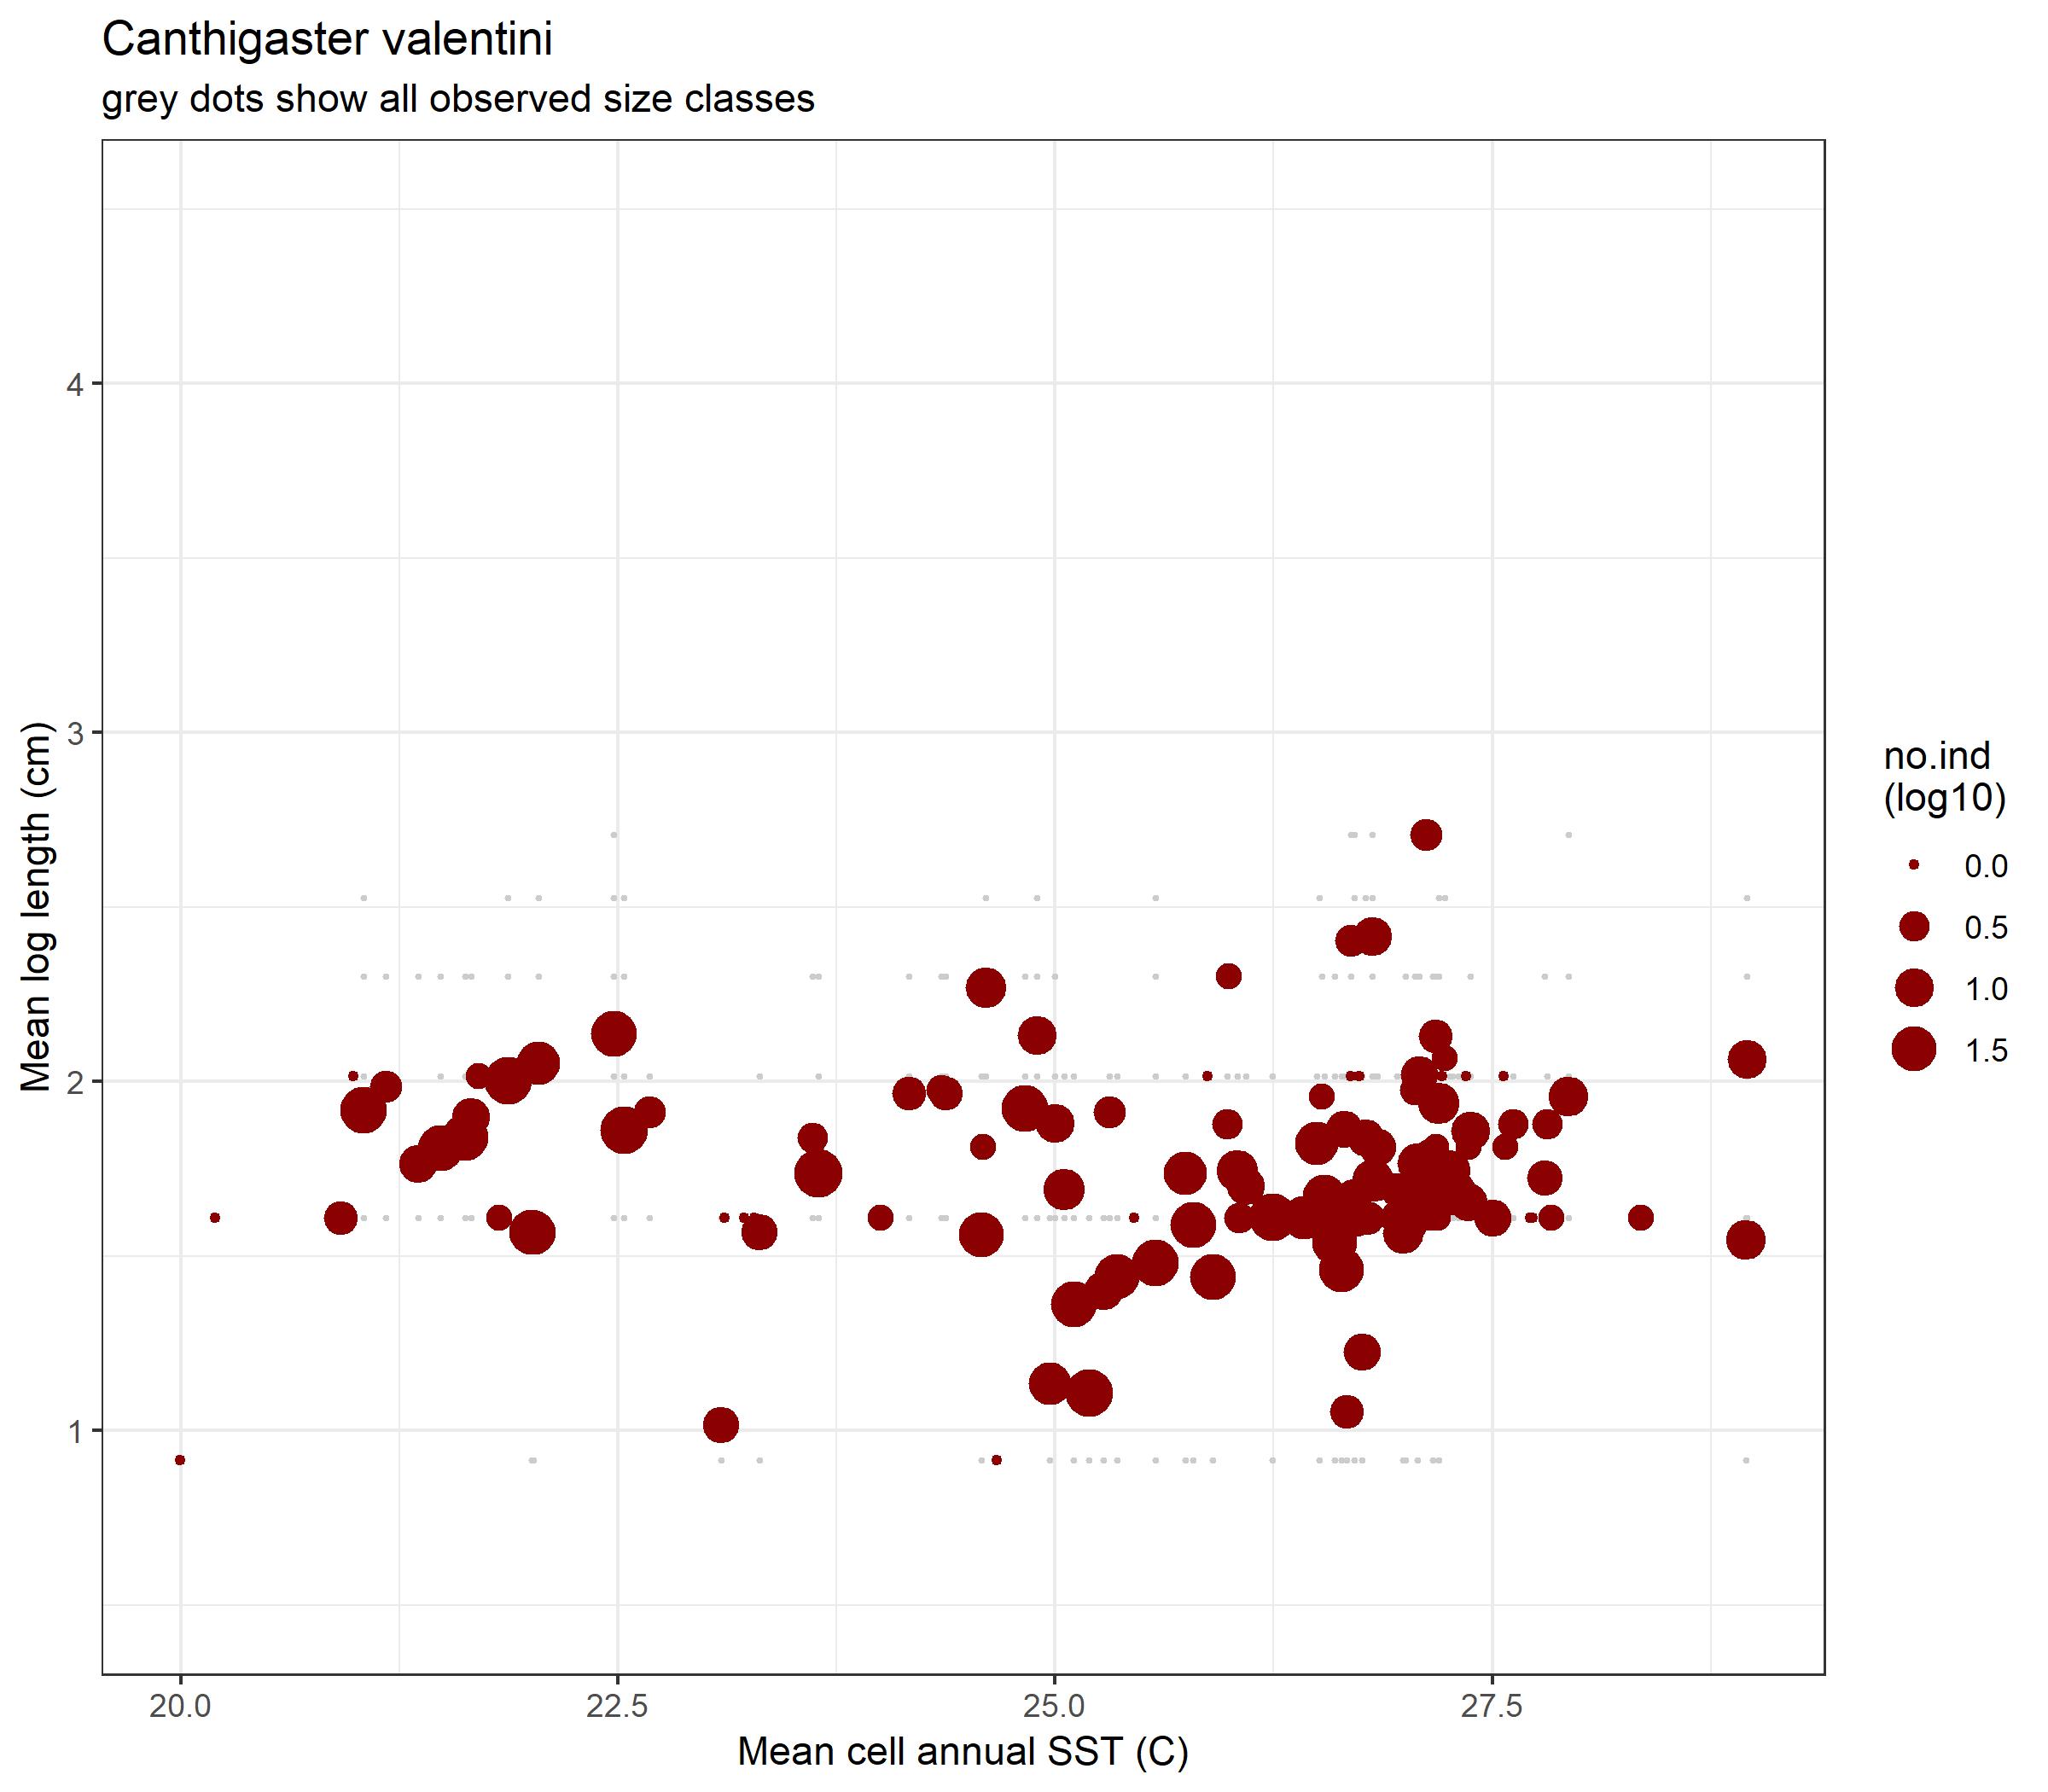 Canthigaster valentini
grey dots show all observed size classes
4
3
2
1
Mean log length (cm)
20.0
22.5
25.0
27.5
Mean cell annual SST (C)
no.ind
(log10)
0.0
0.5
1.0
1.5